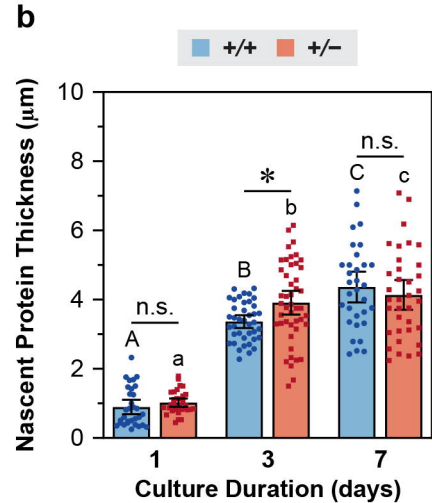 b
+/+ +/−
Nascent Protein Thickness (μm)
10
8
6
4
2
0
n.s.
A
a
*
B
b
n.s.
C
c
1 3 7
Culture Duration (days)